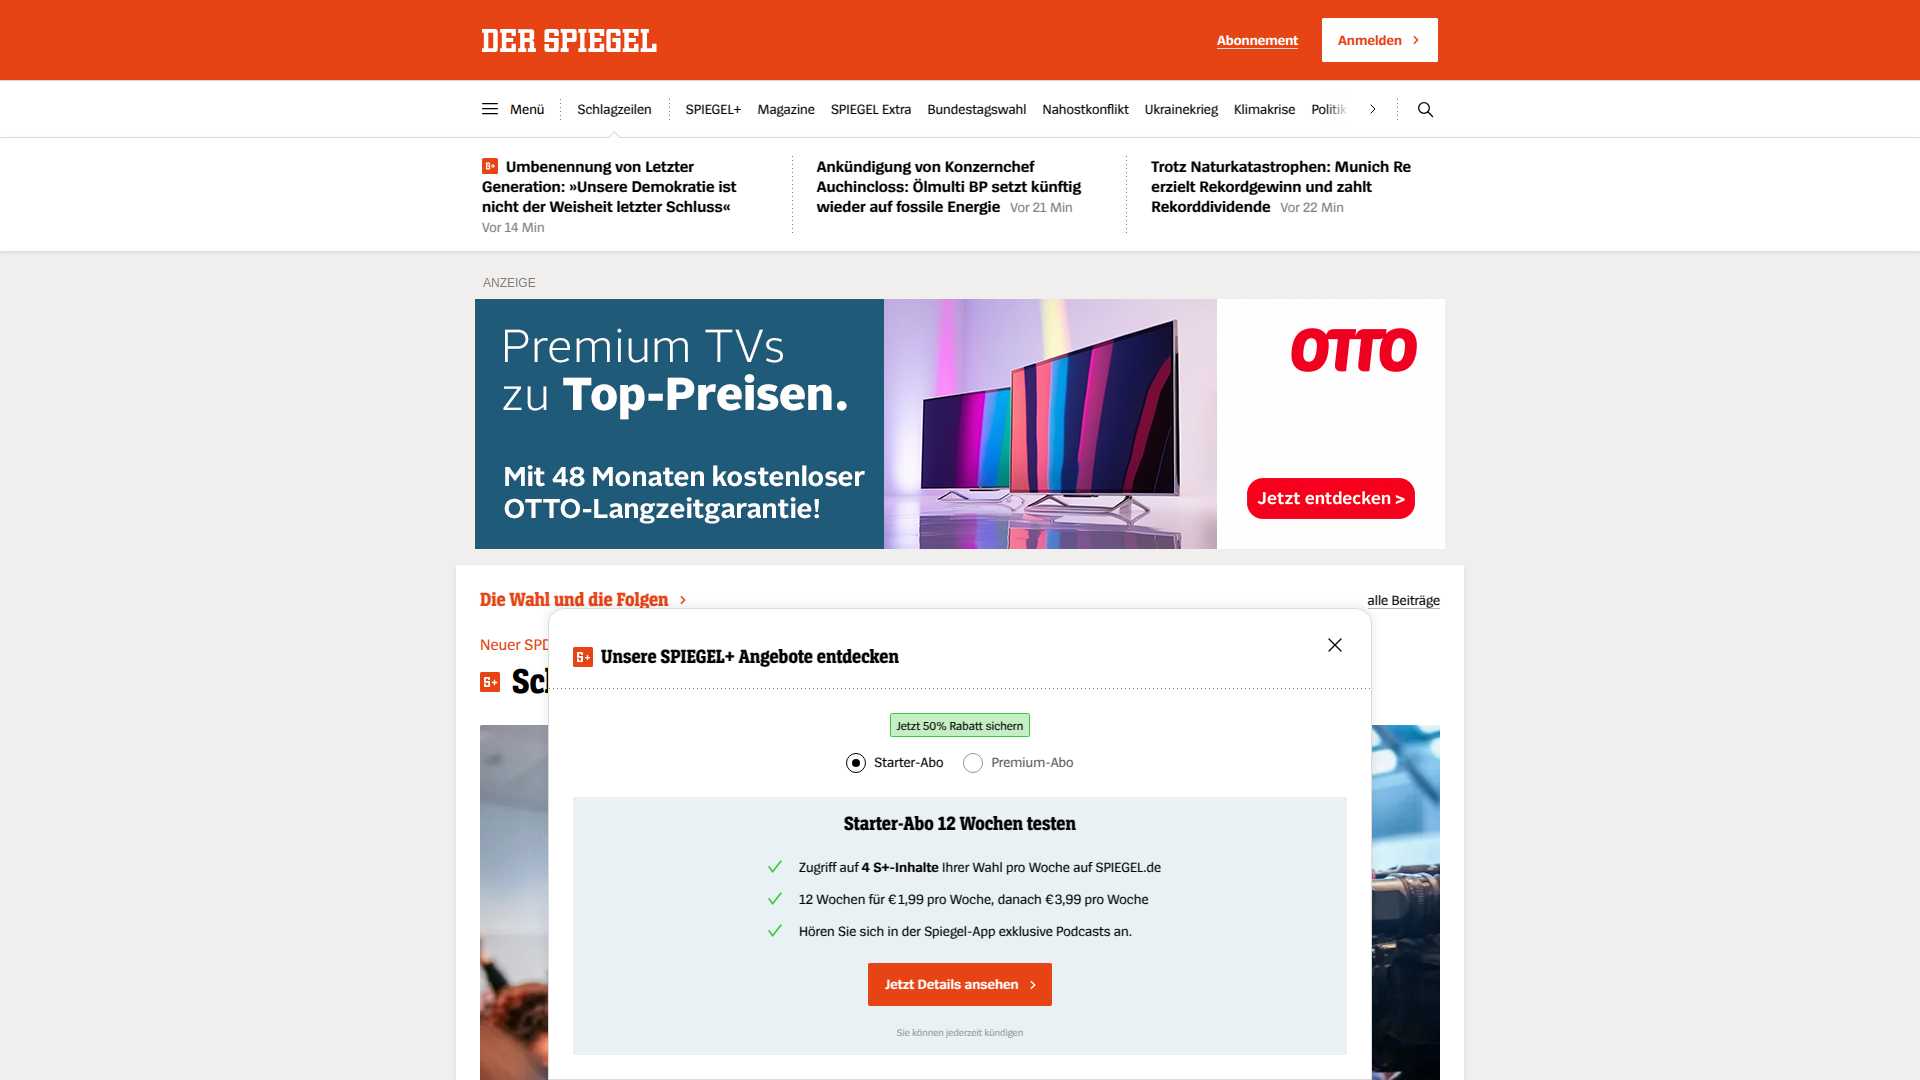 DER SPIEGEL
Abonnement
Anmelden
Menü
Schlagzeilen
SPIEGEL+
Magazine
SPIEGEL Extra
Bundestagswahl
Nahostkonflikt
Ukrainekrieg
Klimakrise
Politik
Umbenennung von Letzter
Generation: »Unsere Demokratie ist
nicht der Weisheit letzter Schluss«
Vor 14 Min
Ankündigung von Konzernchef
Auchincloss: Ölmulti BP setzt künftig
wieder auf fossile Energie Vor 21 Min
Trotz Naturkatastrophen: Munich Re
erzielt Rekordgewinn und zahlt
Rekorddividende Vor 22 Min
ANZEIGE
Premium TVs
zu Top-Preisen.
Mit 48 Monaten kostenloser
OTTO-Langzeitgarantie!
OTTO
Jetzt entdecken >
Die Wahl und die Folgen
alle Beiträge
Neuer SPD
Sch
Unsere SPIEGEL+ Angebote entdecken
Jetzt 50% Rabatt sichern
Starter-Abo
Premium-Abo
Starter-Abo 12 Wochen testen
Zugriff auf 4 S+-Inhalte Ihrer Wahl pro Woche auf SPIEGEL.de
12 Wochen für €1,99 pro Woche, danach €3,99 pro Woche
Hören Sie sich in der Spiegel-App exklusive Podcasts an.
Jetzt Details ansehen
Sie können jederzeit kündigen